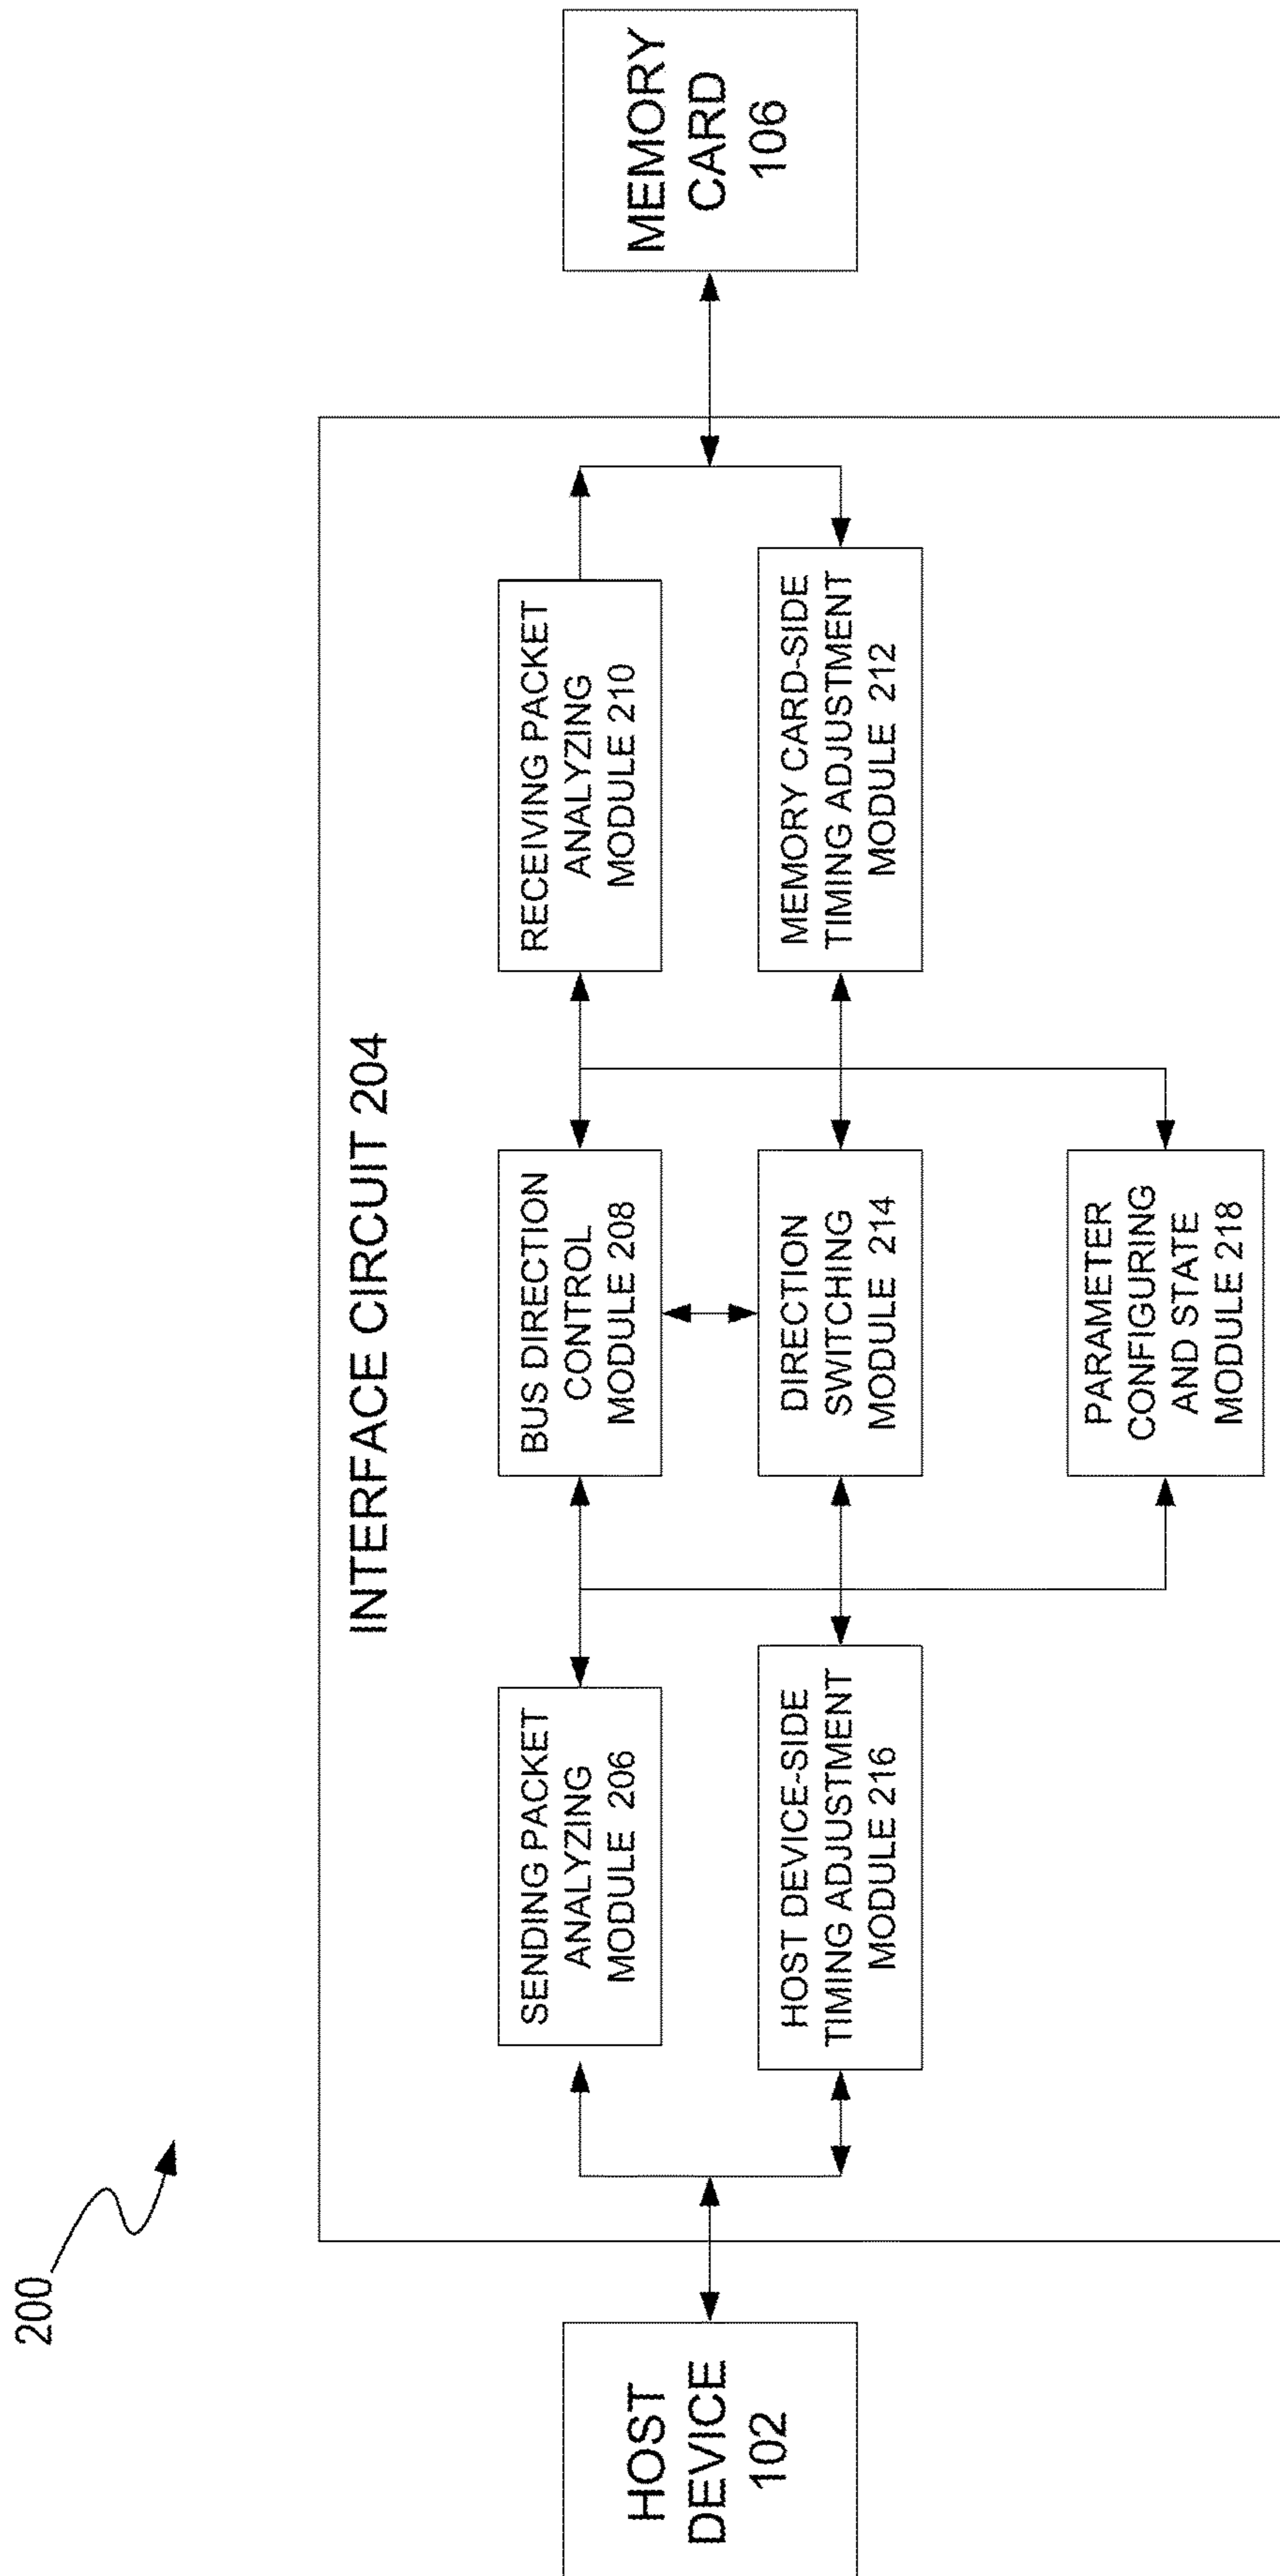 200
INTERFACE CIRCUIT 204
HOST
DEVICE
102
SENDING PACKET
ANALYZING
MODULE 206
BUS DIRECTION
CONTROL
MODULE 208
RECEIVING PACKET
ANALYZING
MODULE 210
MEMORY
CARD
106
HOST DEVICE-SIDE
TIMING ADJUSTMENT
MODULE 216
DIRECTION
SWITCHING
MODULE 214
MEMORY CARD-SIDE
TIMING ADJUSTMENT
MODULE 212
PARAMETER
CONFIGURING
AND STATE
MODULE 218